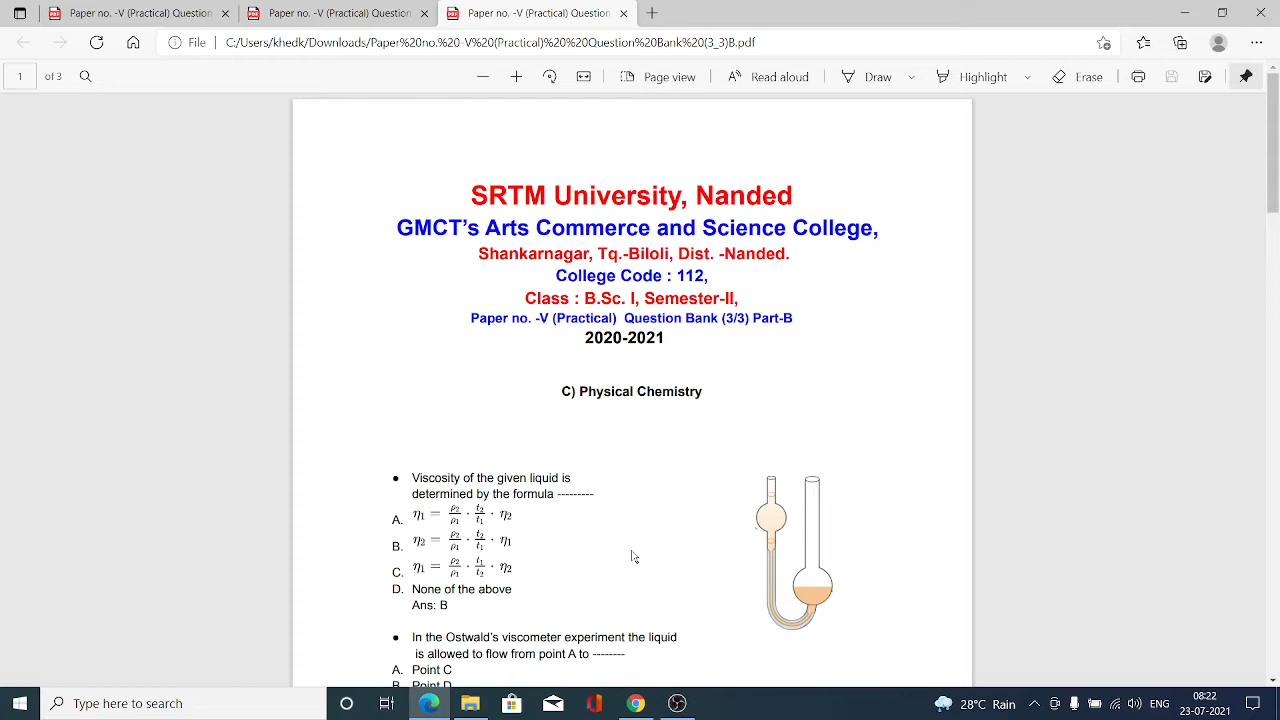 Paper no. -V (Practical) Question
Paper no. -V (Practical) Question
Paper no. -V (Practical) Question
File
C:/Users/khedk/Downloads/Paper%20no.%20-V%20(Practical)%20%20Question%20Bank%20(3_3)B.pdf
1 of 3
Page view
Read aloud
Draw
Highlight
Erase
SRTM University, Nanded
GMCT's Arts Commerce and Science College,
Shankarnagar, Tq.-Biloli, Dist. -Nanded.
College Code : 112,
Class : B.Sc. I, Semester-II,
Paper no. -V (Practical) Question Bank (3/3) Part-B
2020-2021
C) Physical Chemistry
● Viscosity of the given liquid is
determined by the formula ---------
A. η₁ = ρ₂/ρ₁ · t₂/t₁ · η₂
B. η₂ = ρ₂/ρ₁ · t₂/t₁ · η₁
C. η₁ = ρ₂/ρ₁ · t₁/t₂ · η₂
D. None of the above
Ans: B
● In the Ostwald's viscometer experiment the liquid
is allowed to flow from point A to --------
A. Point C
B. Point D
Type here to search
28°C Rain
ENG
08:22
23-07-2021